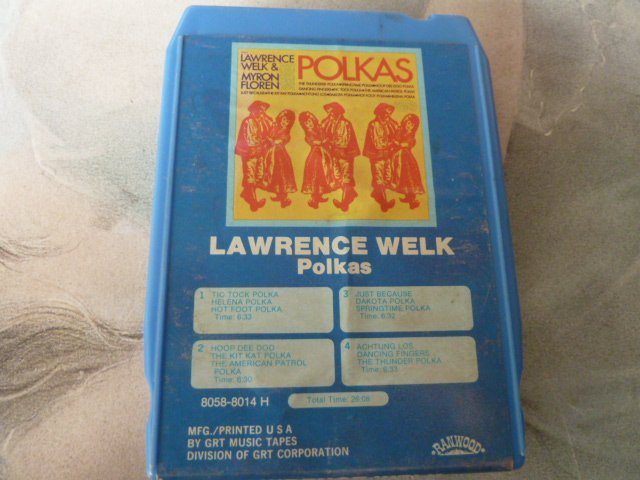 LAWRENCE
WELK &
MYRON
FLOREN
POLKAS
LAWRENCE WELK
Polkas
1 TIC TOCK POLKA
HELENA POLKA
HOT FOOT POLKA
Time: 6:33
2 HOOP DEE DOO
THE KIT KAT POLKA
THE AMERICAN PATROL
POLKA
Time: 6:30
3 JUST BECAUSE
DAKOTA POLKA
SPRINGTIME POLKA
Time: 6:32
4 ACHTUNG LOS
DANCING FINGERS
THE THUNDER POLKA
Time: 6:33
8058-8014 H
Total Time: 26:08
MFG./PRINTED U S A
BY GRT MUSIC TAPES
DIVISION OF GRT CORPORATION
RANWOOD